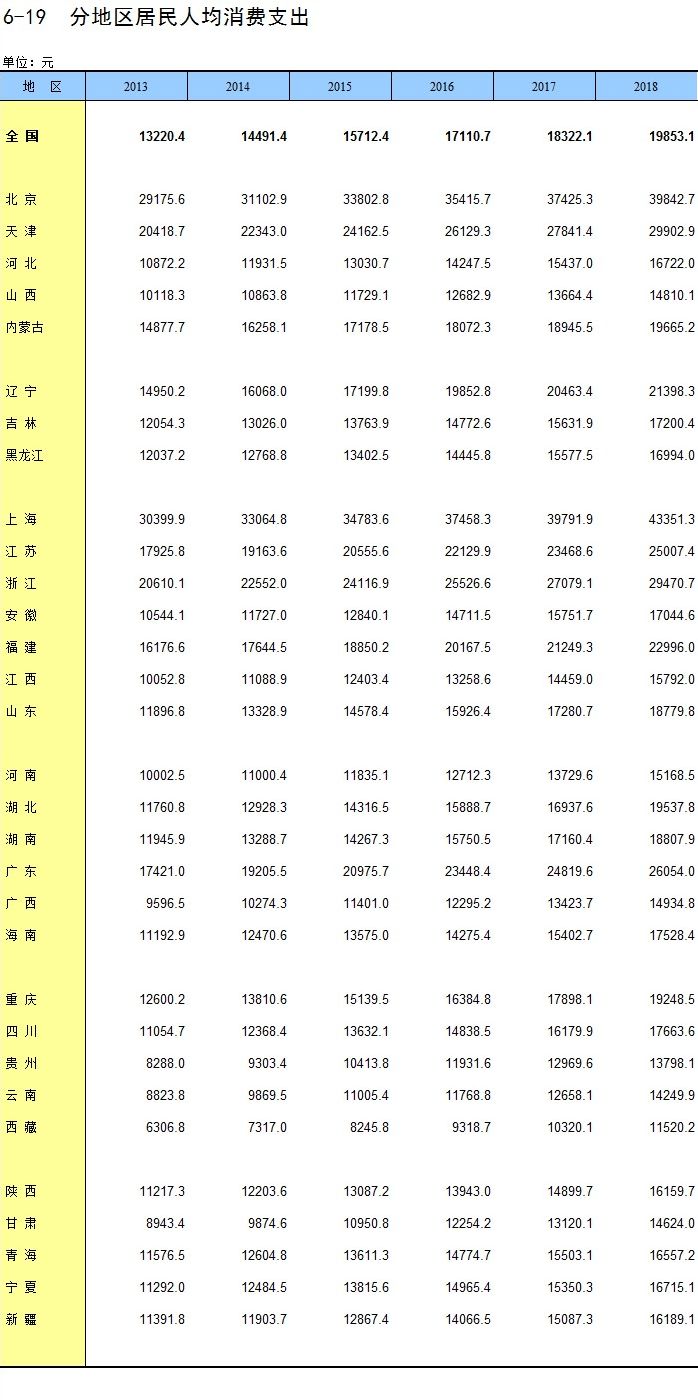 6-19 分地区居民人均消费支出
单位：元
地 区 2013 2014 2015 2016 2017 2018
全 国 13220.4 14491.4 15712.4 17110.7 18322.1 19853.1
北 京 29175.6 31102.9 33802.8 35415.7 37425.3 39842.7
天 津 20418.7 22343.0 24162.5 26129.3 27841.4 29902.9
河 北 10872.2 11931.5 13030.7 14247.5 15437.0 16722.0
山 西 10118.3 10863.8 11729.1 12682.9 13664.4 14810.1
内蒙古 14877.7 16258.1 17178.5 18072.3 18945.5 19665.2
辽 宁 14950.2 16068.0 17199.8 19852.8 20463.4 21398.3
吉 林 12054.3 13026.0 13763.9 14772.6 15631.9 17200.4
黑龙江 12037.2 12768.8 13402.5 14445.8 15577.5 16994.0
上 海 30399.9 33064.8 34783.6 37458.3 39791.9 43351.3
江 苏 17925.8 19163.6 20555.6 22129.9 23468.6 25007.4
浙 江 20610.1 22552.0 24116.9 25526.6 27079.1 29470.7
安 徽 10544.1 11727.0 12840.1 14711.5 15751.7 17044.6
福 建 16176.6 17644.5 18850.2 20167.5 21249.3 22996.0
江 西 10052.8 11088.9 12403.4 13258.6 14459.0 15792.0
山 东 11896.8 13328.9 14578.4 15926.4 17280.7 18779.8
河 南 10002.5 11000.4 11835.1 12712.3 13729.6 15168.5
湖 北 11760.8 12928.3 14316.5 15888.7 16937.6 19537.8
湖 南 11945.9 13288.7 14267.3 15750.5 17160.4 18807.9
广 东 17421.0 19205.5 20975.7 23448.4 24819.6 26054.0
广 西 9596.5 10274.3 11401.0 12295.2 13423.7 14934.8
海 南 11192.9 12470.6 13575.0 14275.4 15402.7 17528.4
重 庆 12600.2 13810.6 15139.5 16384.8 17898.1 19248.5
四 川 11054.7 12368.4 13632.1 14838.5 16179.9 17663.6
贵 州 8288.0 9303.4 10413.8 11931.6 12969.6 13798.1
云 南 8823.8 9869.5 11005.4 11768.8 12658.1 14249.9
西 藏 6306.8 7317.0 8245.8 9318.7 10320.1 11520.2
陕 西 11217.3 12203.6 13087.2 13943.0 14899.7 16159.7
甘 肃 8943.4 9874.6 10950.8 12254.2 13120.1 14624.0
青 海 11576.5 12604.8 13611.3 14774.7 15503.1 16557.2
宁 夏 11292.0 12484.5 13815.6 14965.4 15350.3 16715.1
新 疆 11391.8 11903.7 12867.4 14066.5 15087.3 16189.1